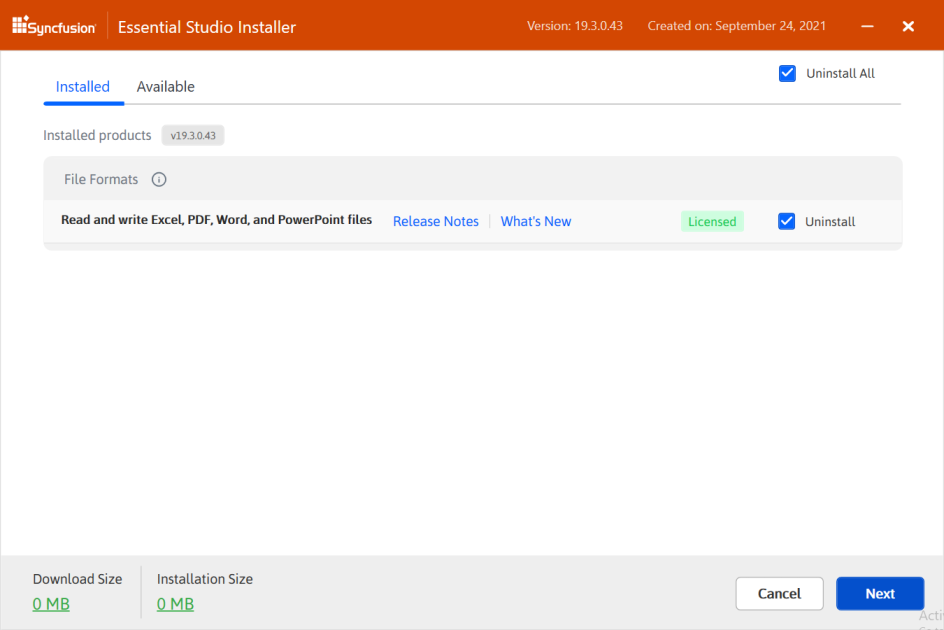 Syncfusion Essential Studio Installer Version: 19.3.0.43 Created on: September 24, 2021
Installed Available Uninstall All
Installed products v19.3.0.43
File Formats
Read and write Excel, PDF, Word, and PowerPoint files Release Notes What's New Licensed Uninstall
Download Size Installation Size
0 MB 0 MB
Cancel Next